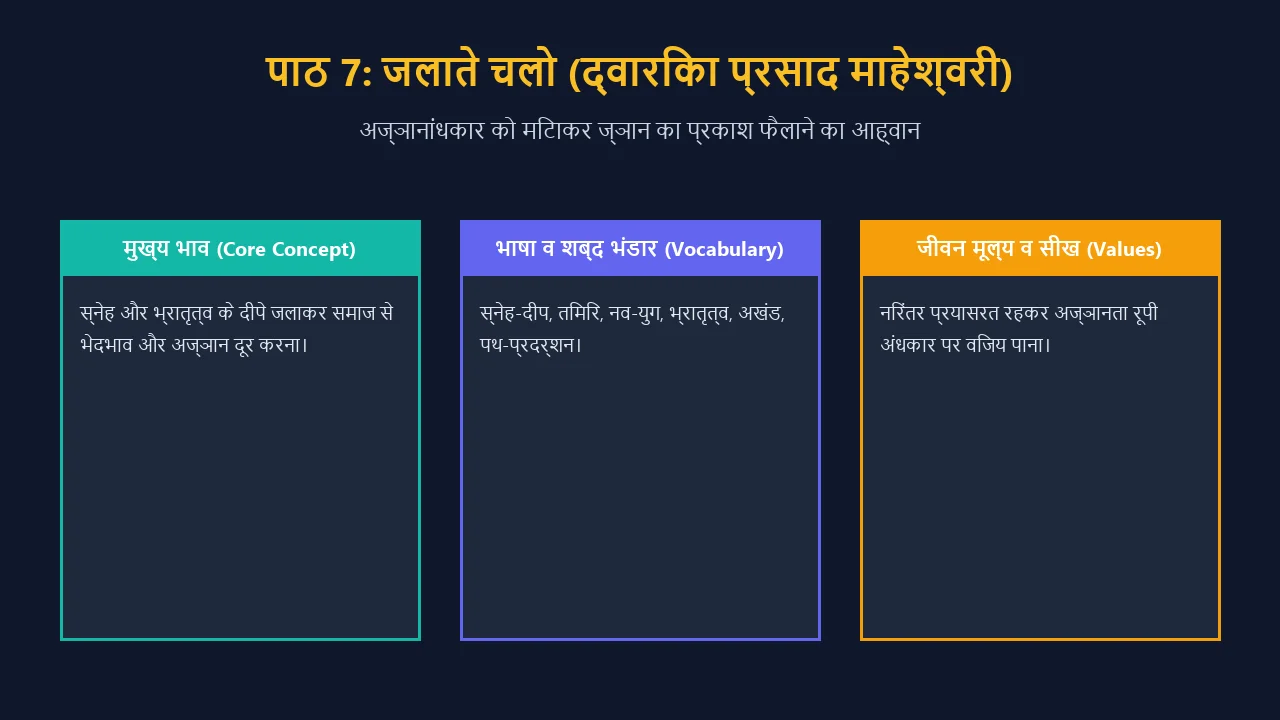 पाठ 7: जलाते चलो (द्वारिका प्रसाद माहेश्वरी)
अज्ञानांधकार को मिटाकर ज्ञान का प्रकाश फैलाने का आह्वान
मुख्य भाव (Core Concept)
स्नेह और भ्रातृत्व के दीपे जलाकर समाज से
भेदभाव और अज्ञान दूर करना।
भाषा व शब्द भंडार (Vocabulary)
स्नेह-दीप, तिमिर, नव-युग, भ्रातृत्व, अखंड,
पथ-प्रदर्शन।
जीवन मूल्य व सीख (Values)
निरंतर प्रयासरत रहकर अज्ञानता रूपी
अंधकार पर विजय पाना।